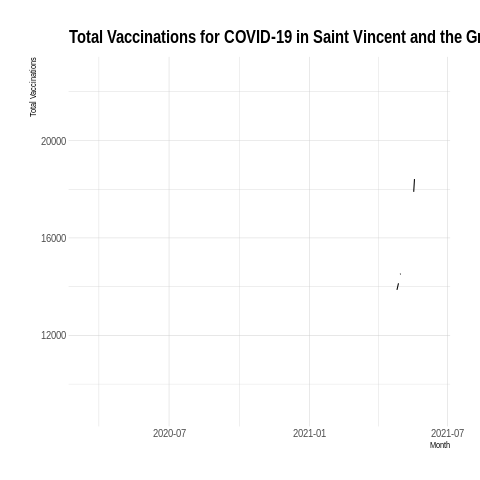 Total Vaccinations for COVID-19 in Saint Vincent and the Gr
Total Vaccinations
20000
16000
12000
2020-07
2021-01
2021-07
Month